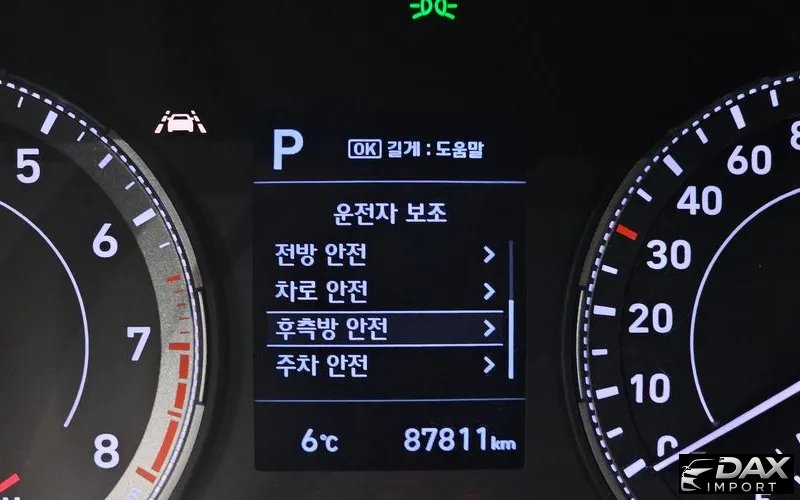 P OK 길게 : 도움말
운전자 보조
전방 안전
차로 안전
후측방 안전
주차 안전
6℃ 87811km
5
6
7
8
60
40
30
20
10
0
DAX
IMPORT